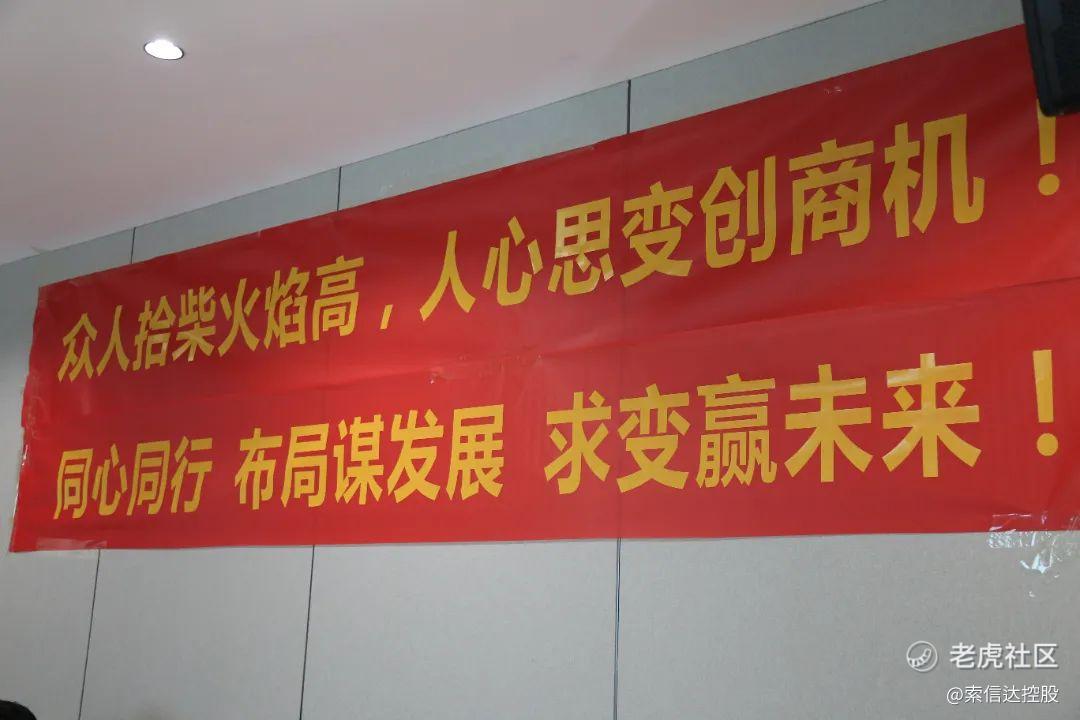 众人拾柴火焰高，人心思变创商机！
同心同行 布局谋发展 求变赢未来！
老虎社区
@索信达控股